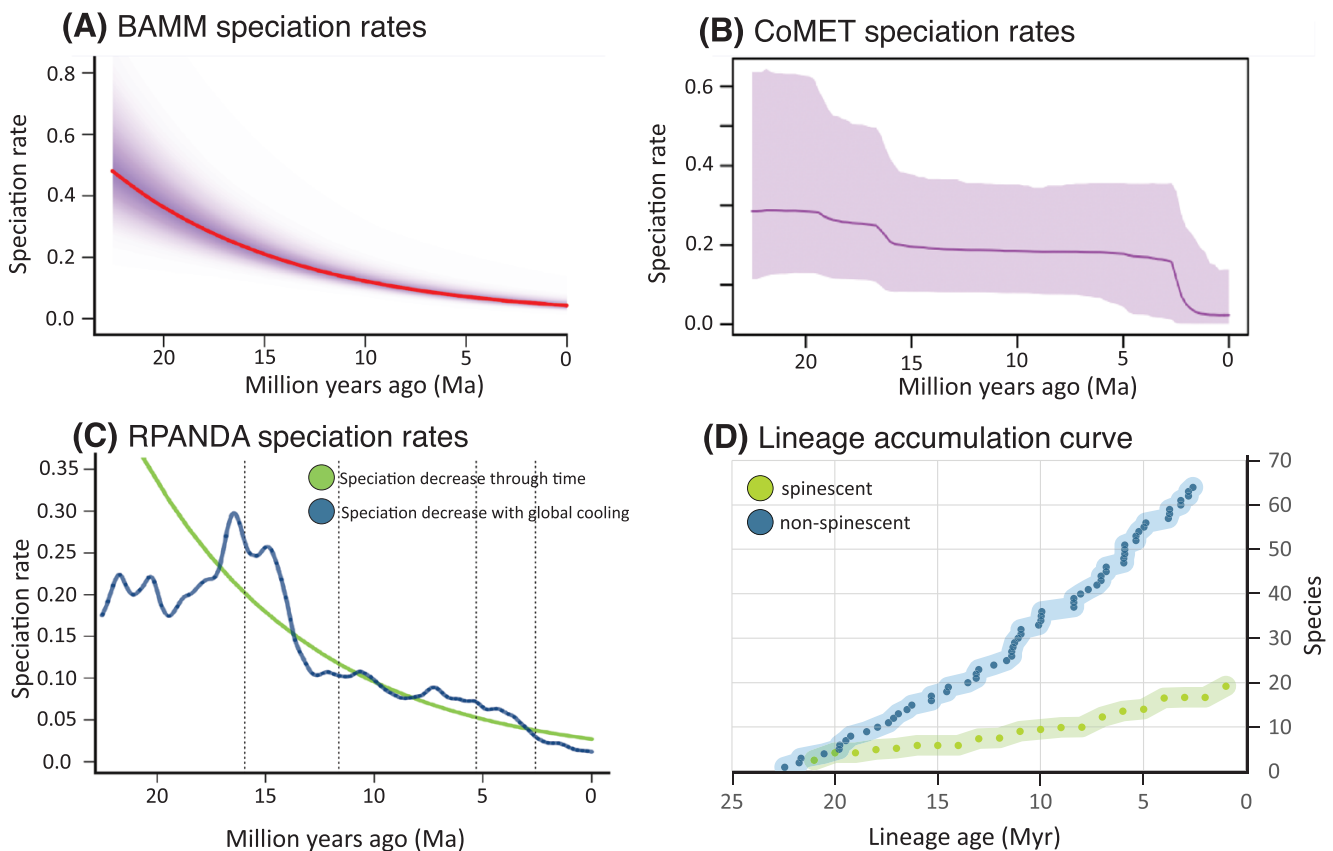 (A) BAMM speciation rates
0.8
0.6
0.4
0.2
0.0
Speciation rate
20 15 10 5 0
Million years ago (Ma)
(B) CoMET speciation rates
0.6
0.4
0.2
0.0
Speciation rate
20 15 10 5 0
Million years ago (Ma)
(C) RPANDA speciation rates
0.35
0.30
0.25
0.20
0.15
0.10
0.05
0.0
Speciation rate
Speciation decrease through time
Speciation decrease with global cooling
20 15 10 5 0
Million years ago (Ma)
(D) Lineage accumulation curve
spinescent
non-spinescent
70
60
50
40
30
20
10
0
Species
25 20 15 10 5 0
Lineage age (Myr)